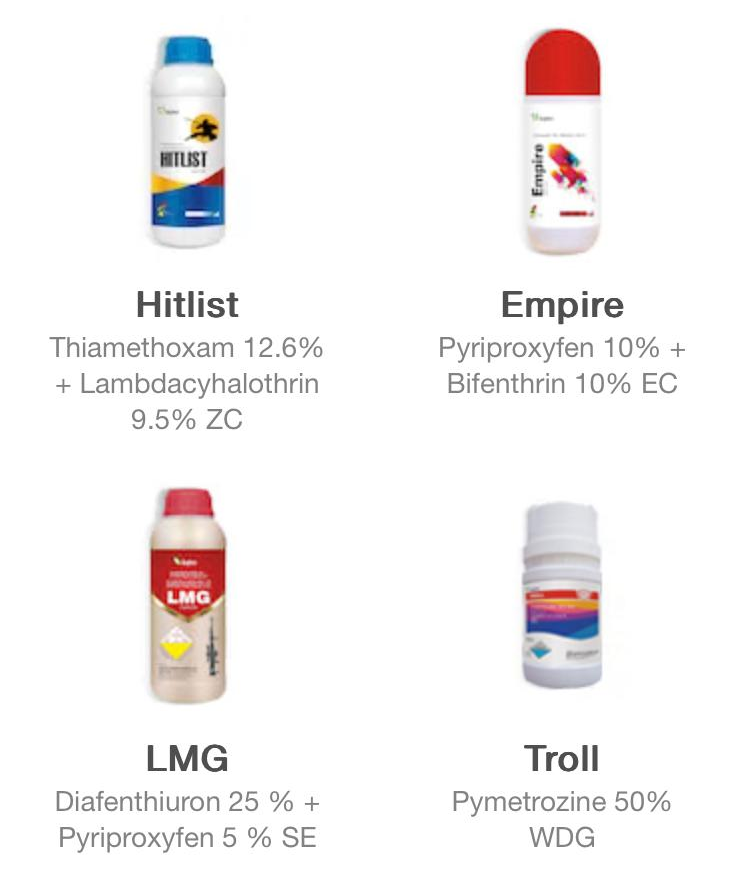 HITLIST
Empire
Hitlist
Thiamethoxam 12.6%
+ Lambdacyhalothrin
9.5% ZC
Empire
Pyriproxyfen 10% +
Bifenthrin 10% EC
LMG
LMG
Diafenthiuron 25 % +
Pyriproxyfen 5 % SE
Troll
Pymetrozine 50%
WDG